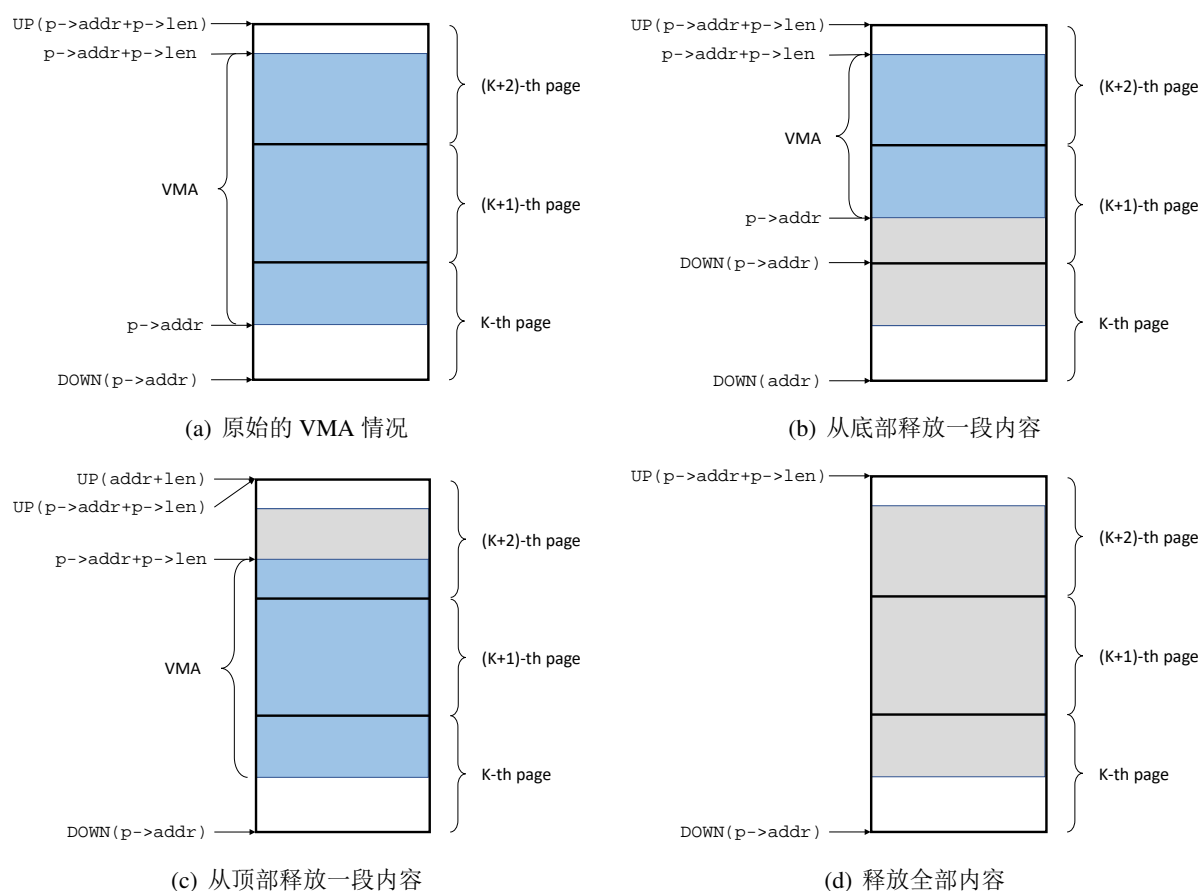 UP(p->addr+p->len)
p->addr+p->len
(K+2)-th page
VMA
(K+1)-th page
p->addr
K-th page
DOWN(p->addr)
(a) 原始的 VMA 情况
UP(p->addr+p->len)
p->addr+p->len
(K+2)-th page
VMA
(K+1)-th page
p->addr
DOWN(p->addr)
K-th page
DOWN(addr)
(b) 从底部释放一段内容
UP(addr+len)
UP(p->addr+p->len)
(K+2)-th page
p->addr+p->len
(K+1)-th page
VMA
K-th page
DOWN(p->addr)
(c) 从顶部释放一段内容
UP(p->addr+p->len)
(K+2)-th page
(K+1)-th page
K-th page
DOWN(p->addr)
(d) 释放全部内容